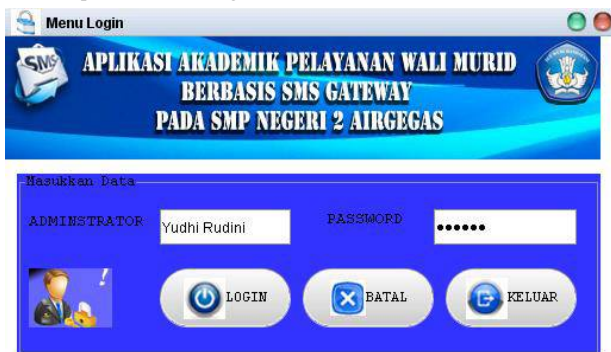 Menu Login
SMS
APLIKASI AKADEMIK PELAYANAN WALI MURID
BERBASIS SMS GATEWAY
PADA SMP NEGERI 2 AIRGEGAS
Masukkan Data
ADMINSTRATOR Yudhi Rudini PASSWORD ••••••
LOGIN BATAL KELUAR